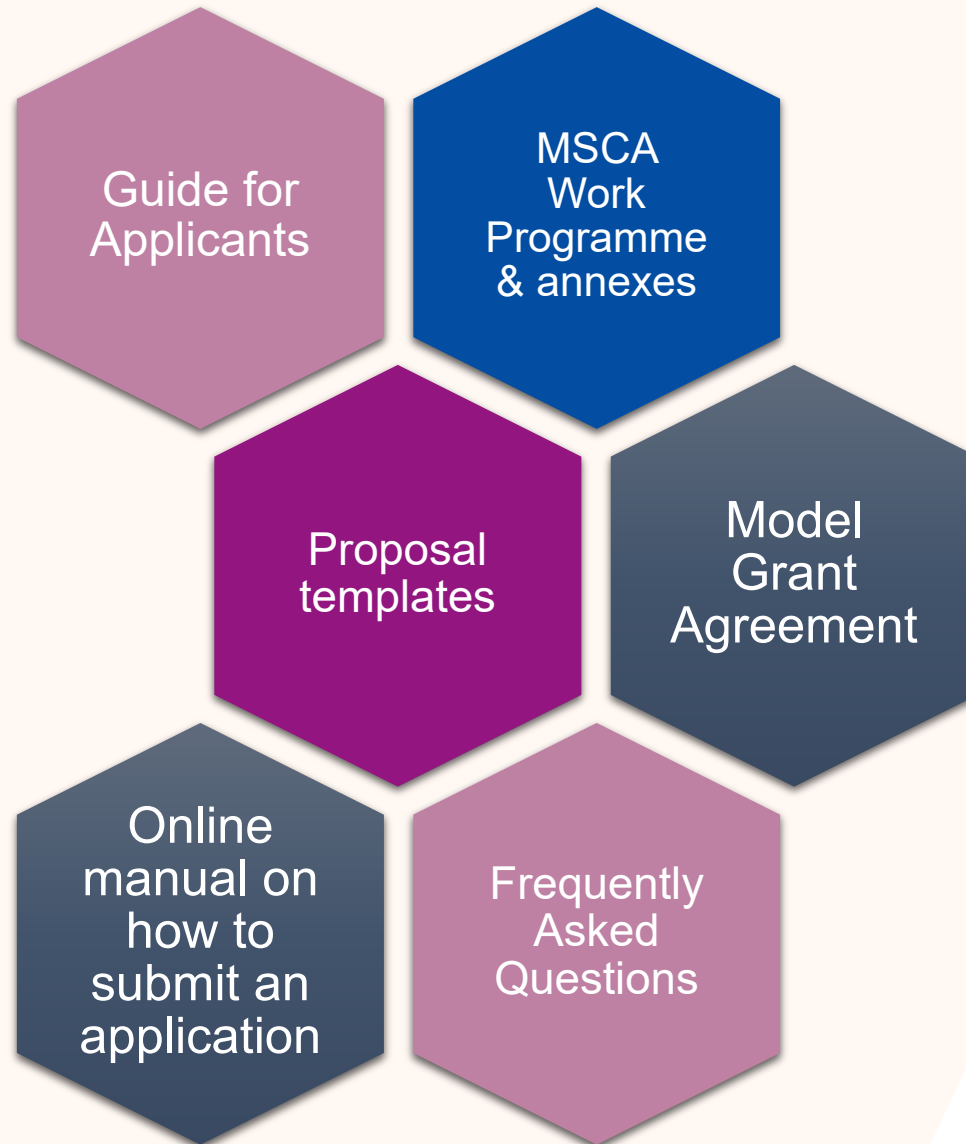 Guide for
Applicants
MSCA
Work
Programme
& annexes
Proposal
templates
Model
Grant
Agreement
Online
manual on
how to
submit an
application
Frequently
Asked
Questions